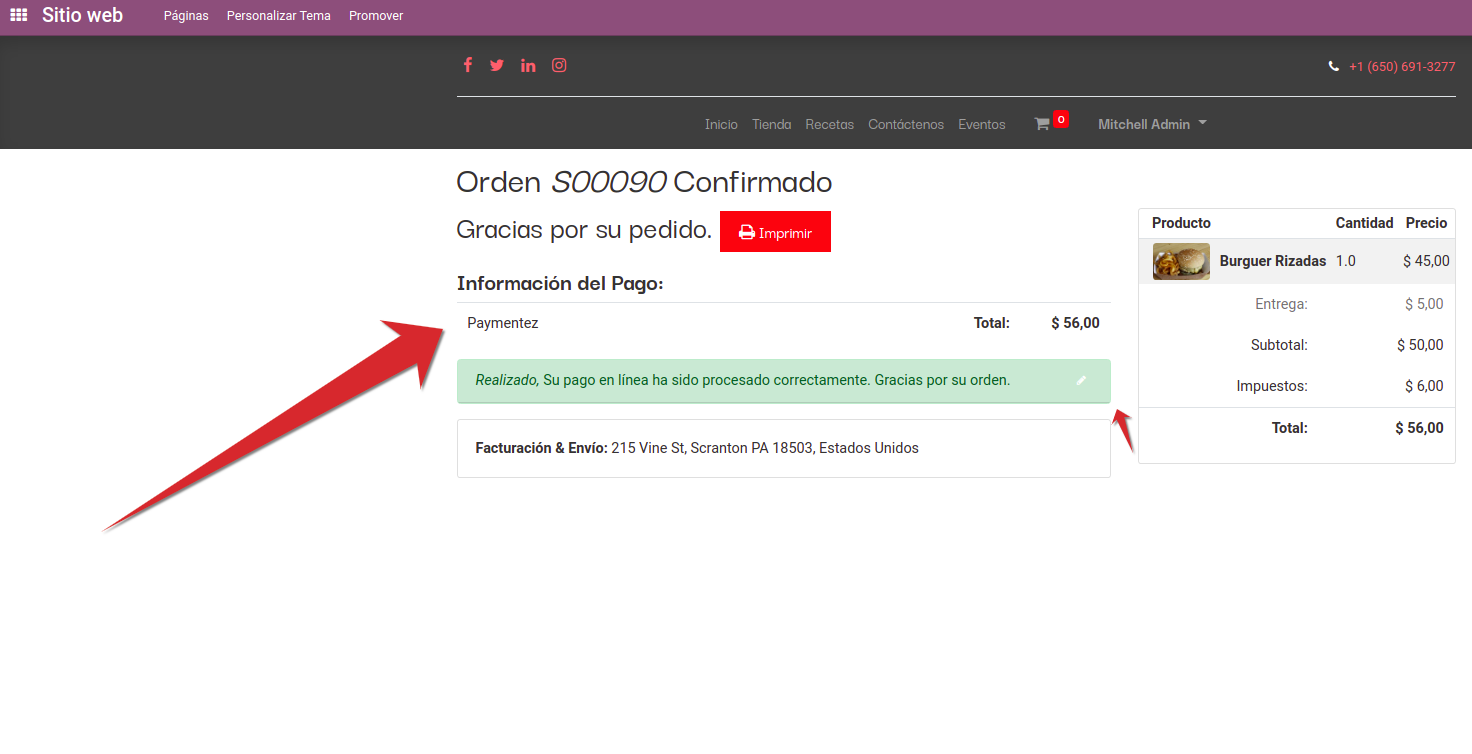 Sitio web Páginas Personalizar Tema Promover
+1 (650) 691-3277
Inicio Tienda Recetas Contáctenos Eventos 0 Mitchell Admin
Orden S00090 Confirmado
Gracias por su pedido. Imprimir
Información del Pago:
Paymentez Total: $ 56,00
Realizado, Su pago en línea ha sido procesado correctamente. Gracias por su orden.
Facturación & Envío: 215 Vine St, Scranton PA 18503, Estados Unidos
Producto Cantidad Precio
Burguer Rizadas 1.0 $ 45,00
Entrega: $ 5,00
Subtotal: $ 50,00
Impuestos: $ 6,00
Total: $ 56,00